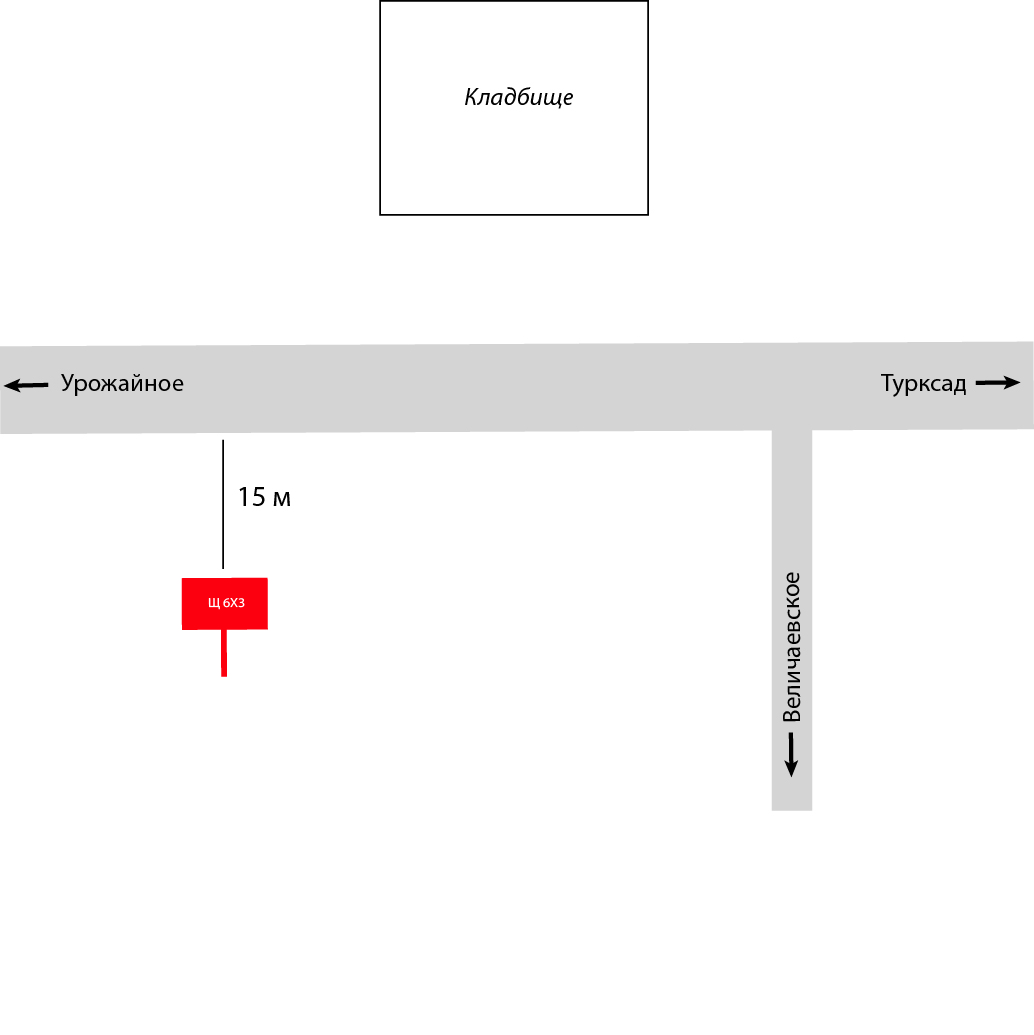 Кладбище
Урожайное
Турксад
15 м
Щ 6Х3
Величаевское